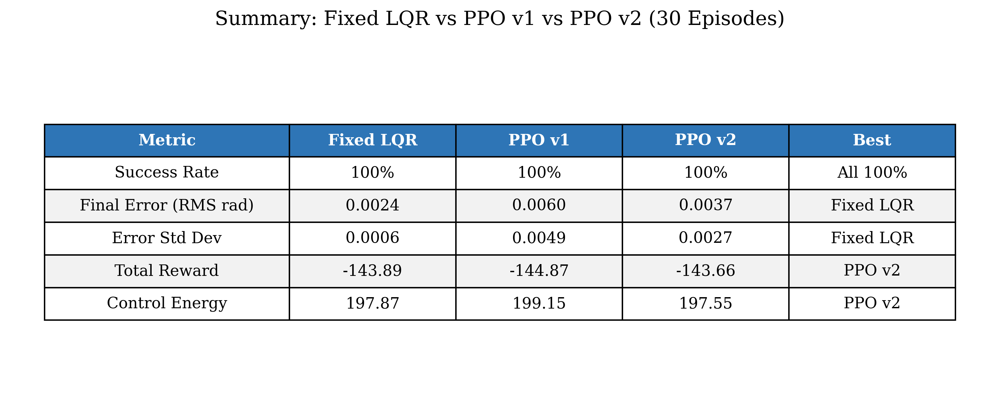 Summary: Fixed LQR vs PPO v1 vs PPO v2 (30 Episodes)
Metric Fixed LQR PPO v1 PPO v2 Best
Success Rate 100% 100% 100% All 100%
Final Error (RMS rad) 0.0024 0.0060 0.0037 Fixed LQR
Error Std Dev 0.0006 0.0049 0.0027 Fixed LQR
Total Reward -143.89 -144.87 -143.66 PPO v2
Control Energy 197.87 199.15 197.55 PPO v2